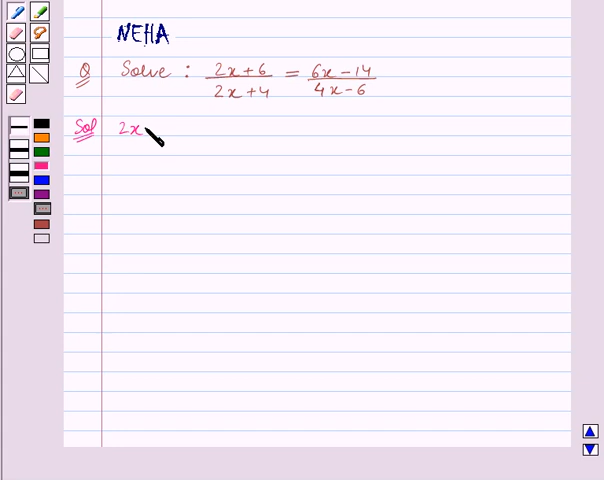 NEHA
Q Solve : (2x+6)/(2x+4) = (6x-14)/(4x-6)
Sol 2x